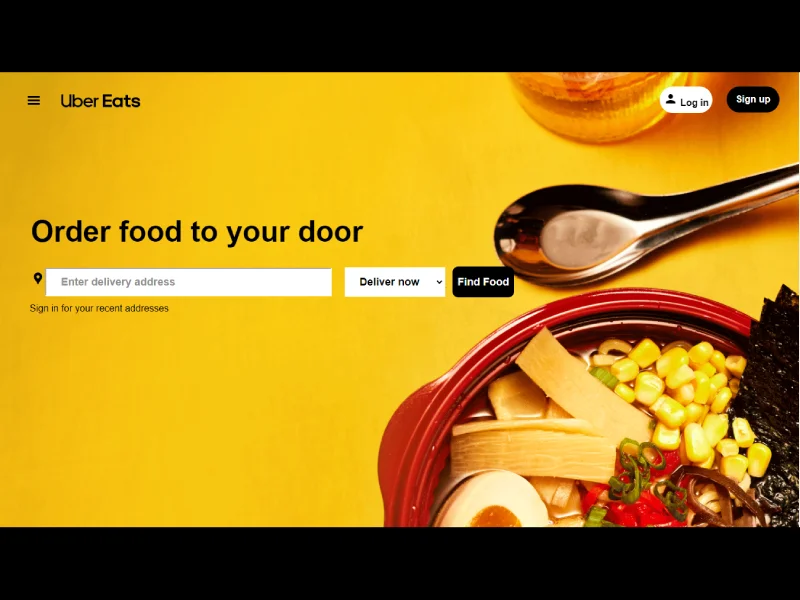 Uber Eats
Log in
Sign up
Order food to your door
Enter delivery address
Deliver now
Find Food
Sign in for your recent addresses